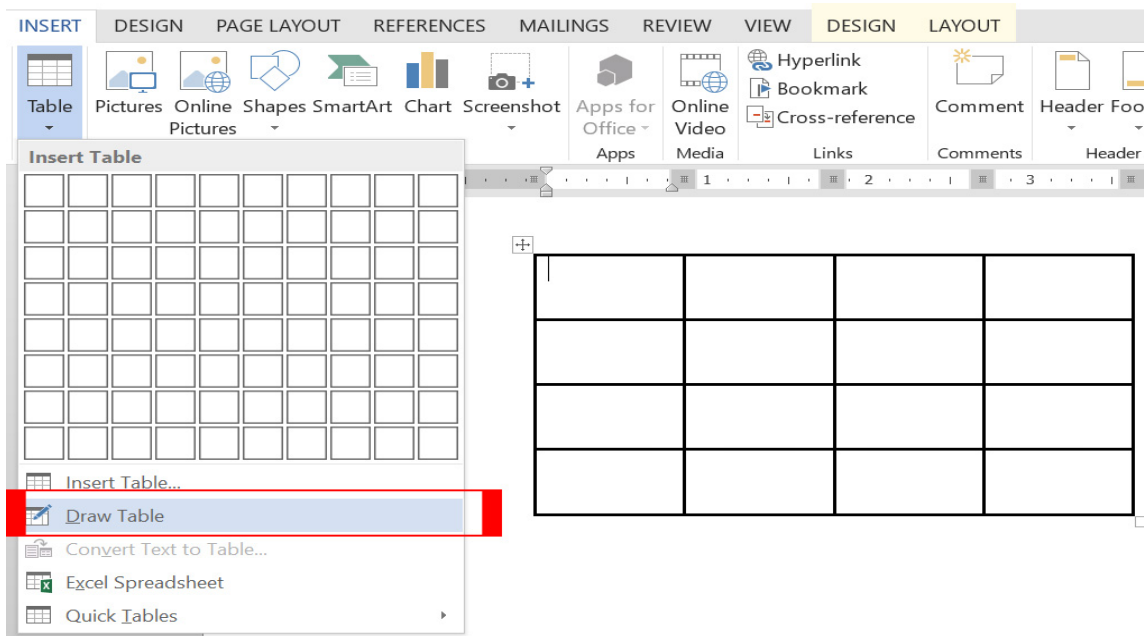 INSERT DESIGN PAGE LAYOUT REFERENCES MAILINGS REVIEW VIEW DESIGN LAYOUT
Table Pictures Online Pictures Shapes SmartArt Chart Screenshot Apps for Office Online Video Comment Header Foo
Hyperlink
Bookmark
Cross-reference
Apps Media Links Comments Header
Insert Table
1 2 3
Insert Table...
Draw Table
Convert Text to Table...
Excel Spreadsheet
Quick Tables